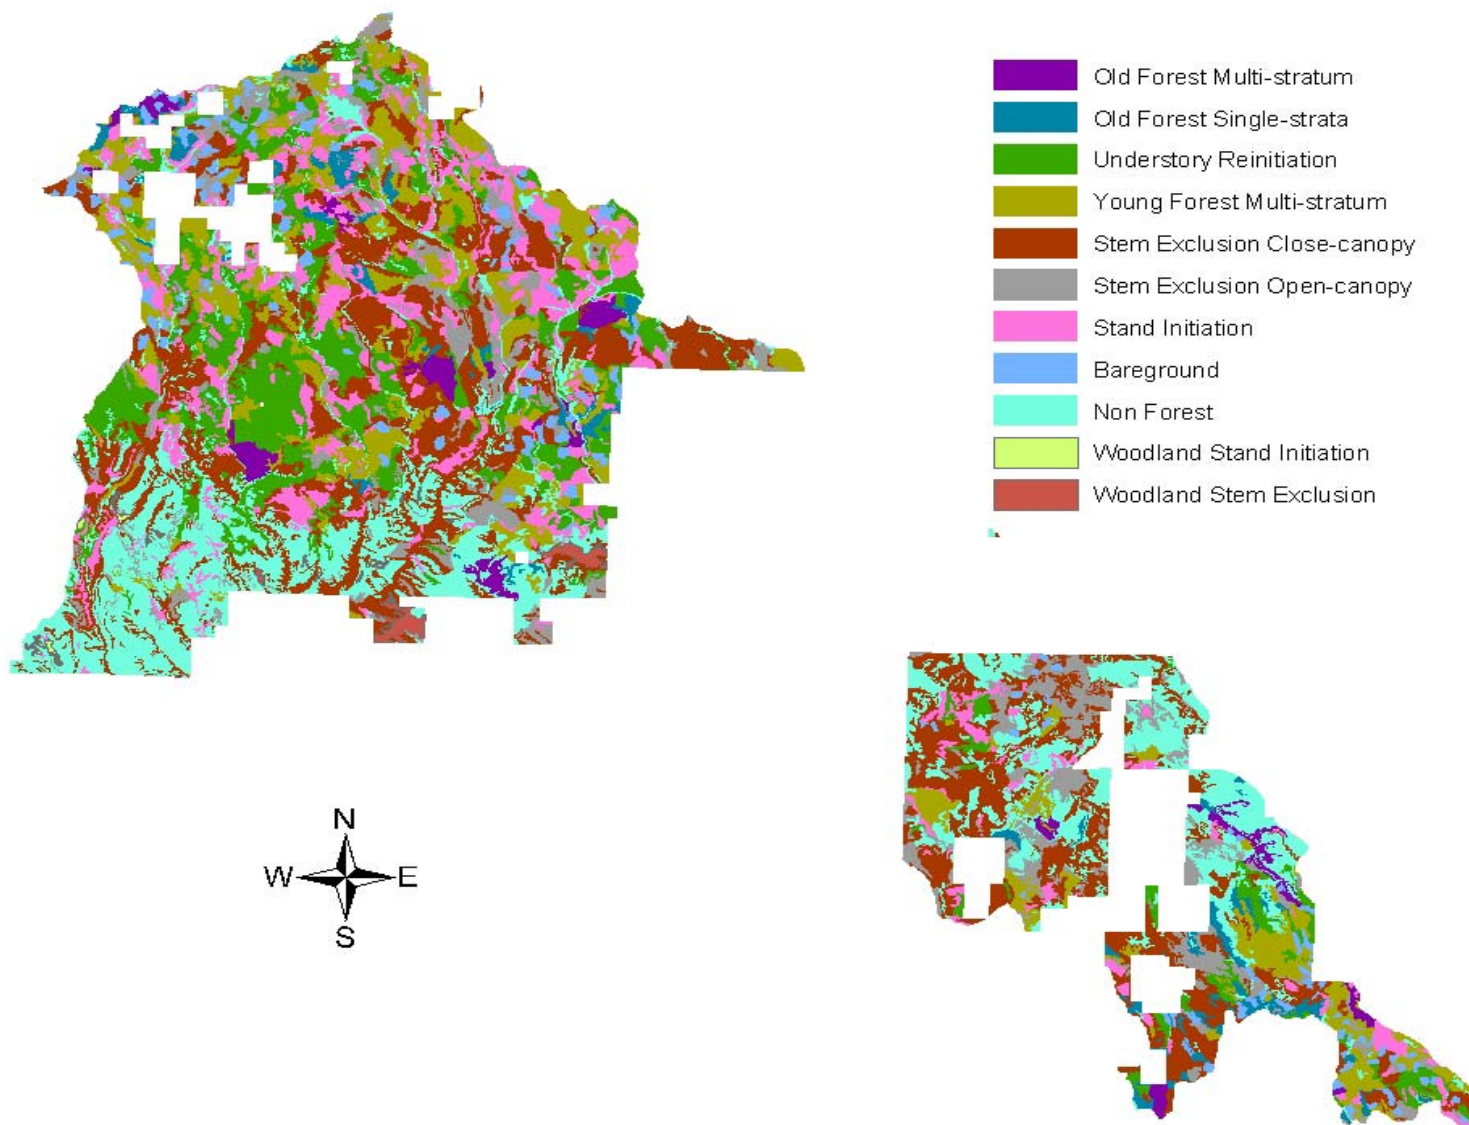 Old Forest Multi-stratum
Old Forest Single-strata
Understory Reinitiation
Young Forest Multi-stratum
Stem Exclusion Close-canopy
Stem Exclusion Open-canopy
Stand Initiation
Bareground
Non Forest
Woodland Stand Initiation
Woodland Stem Exclusion
N
W E
S